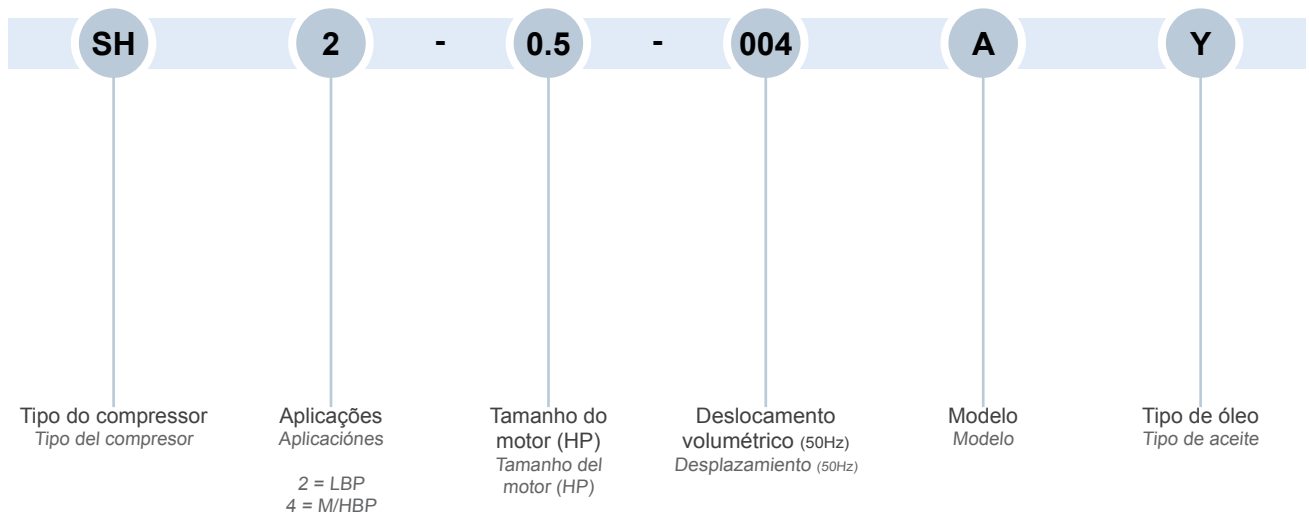 SH 2 - 0.5 - 004 A Y
Tipo do compressor
Tipo del compresor
Aplicações
Aplicaciónes
2 = LBP
4 = M/HBP
Tamanho do
motor (HP)
Tamanho del
motor (HP)
Deslocamento
volumétrico (50Hz)
Desplazamiento (50Hz)
Modelo
Modelo
Tipo de óleo
Tipo de aceite